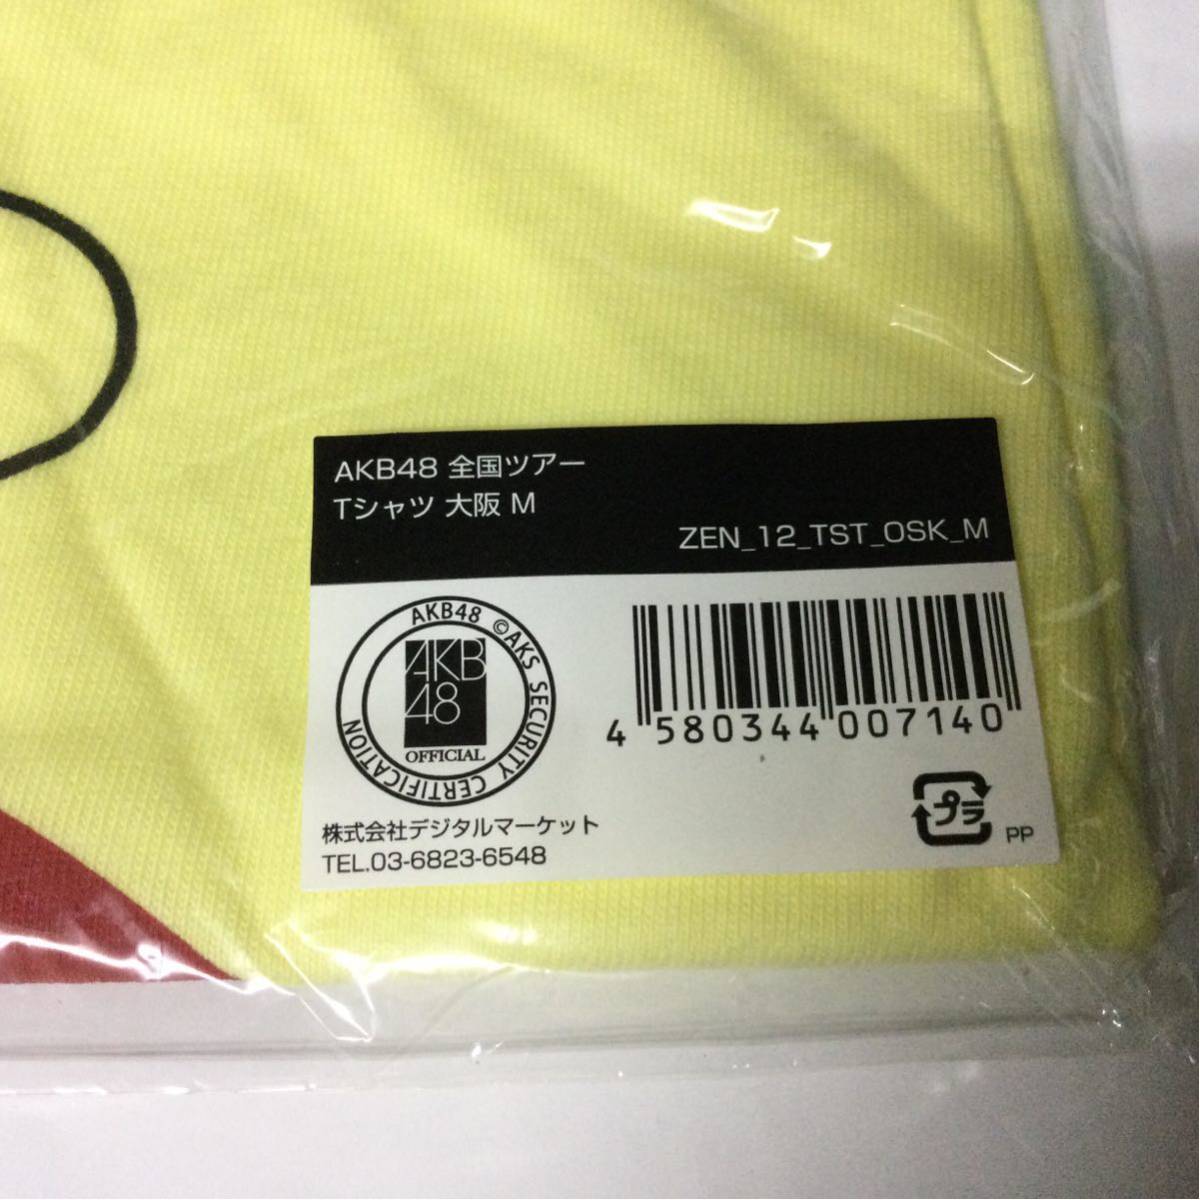 AKB48 全国ツアー
Tシャツ 大阪 M
ZEN_12_TST_OSK_M
AKB48 ©AKS SECURITY CERTIFICATION
AKB
48
OFFICIAL
4 580344 007140
プラ
PP
株式会社デジタルマーケット
TEL.03-6823-6548